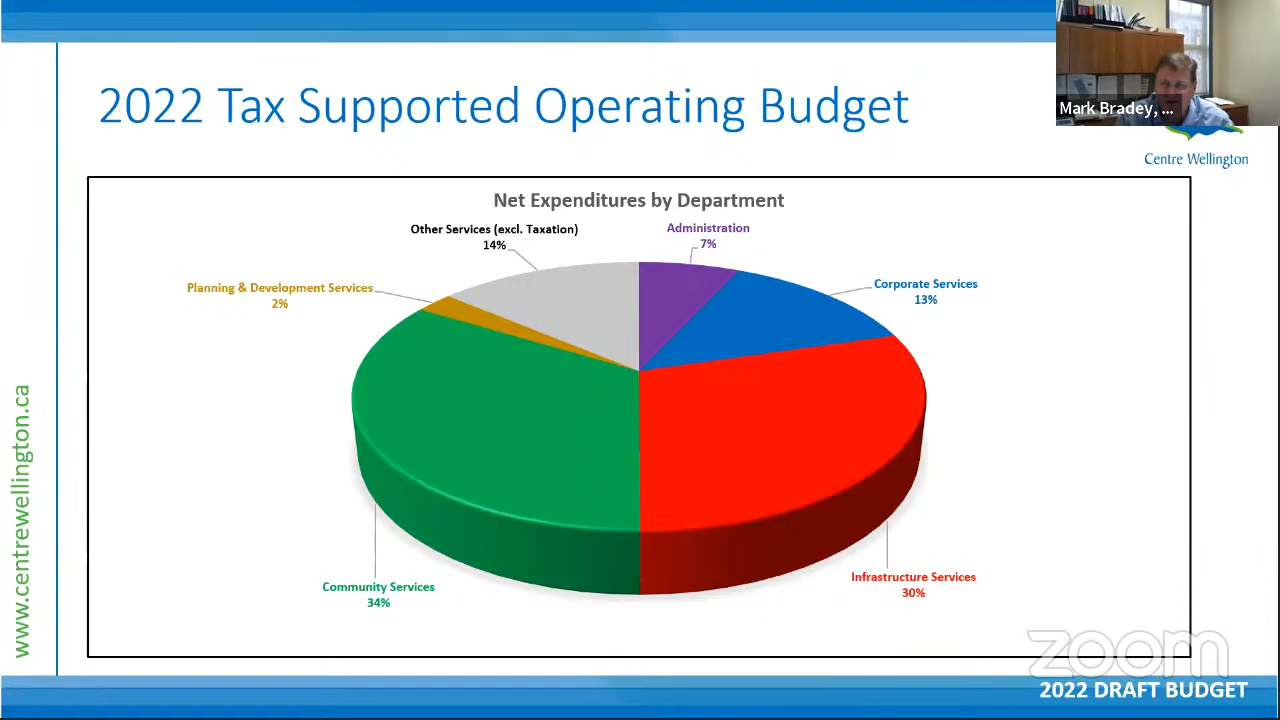 2022 Tax Supported Operating Budget
Mark Bradey, ...
Centre Wellington
Net Expenditures by Department
Other Services (excl. Taxation)
14%
Administration
7%
Planning & Development Services
2%
Corporate Services
13%
Community Services
34%
Infrastructure Services
30%
www.centrewellington.ca
zoom
2022 DRAFT BUDGET